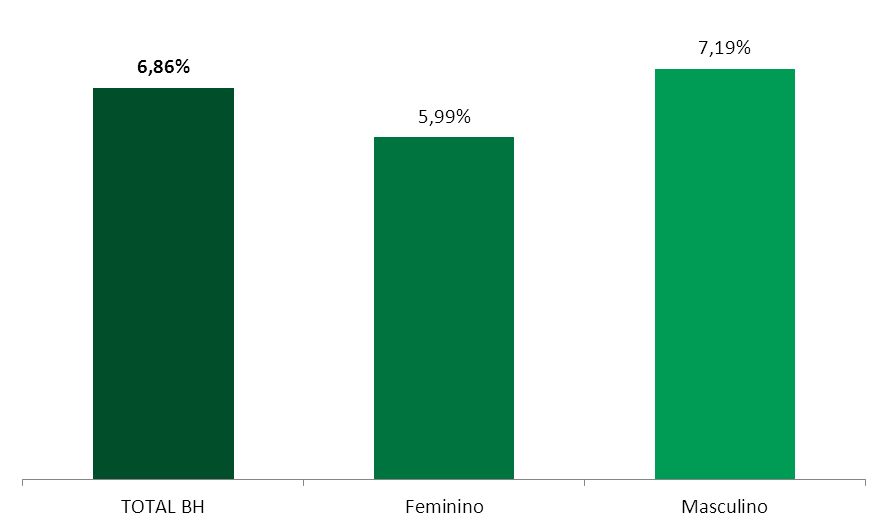 7,19%
6,86%
5,99%
TOTAL BH
Feminino
Masculino